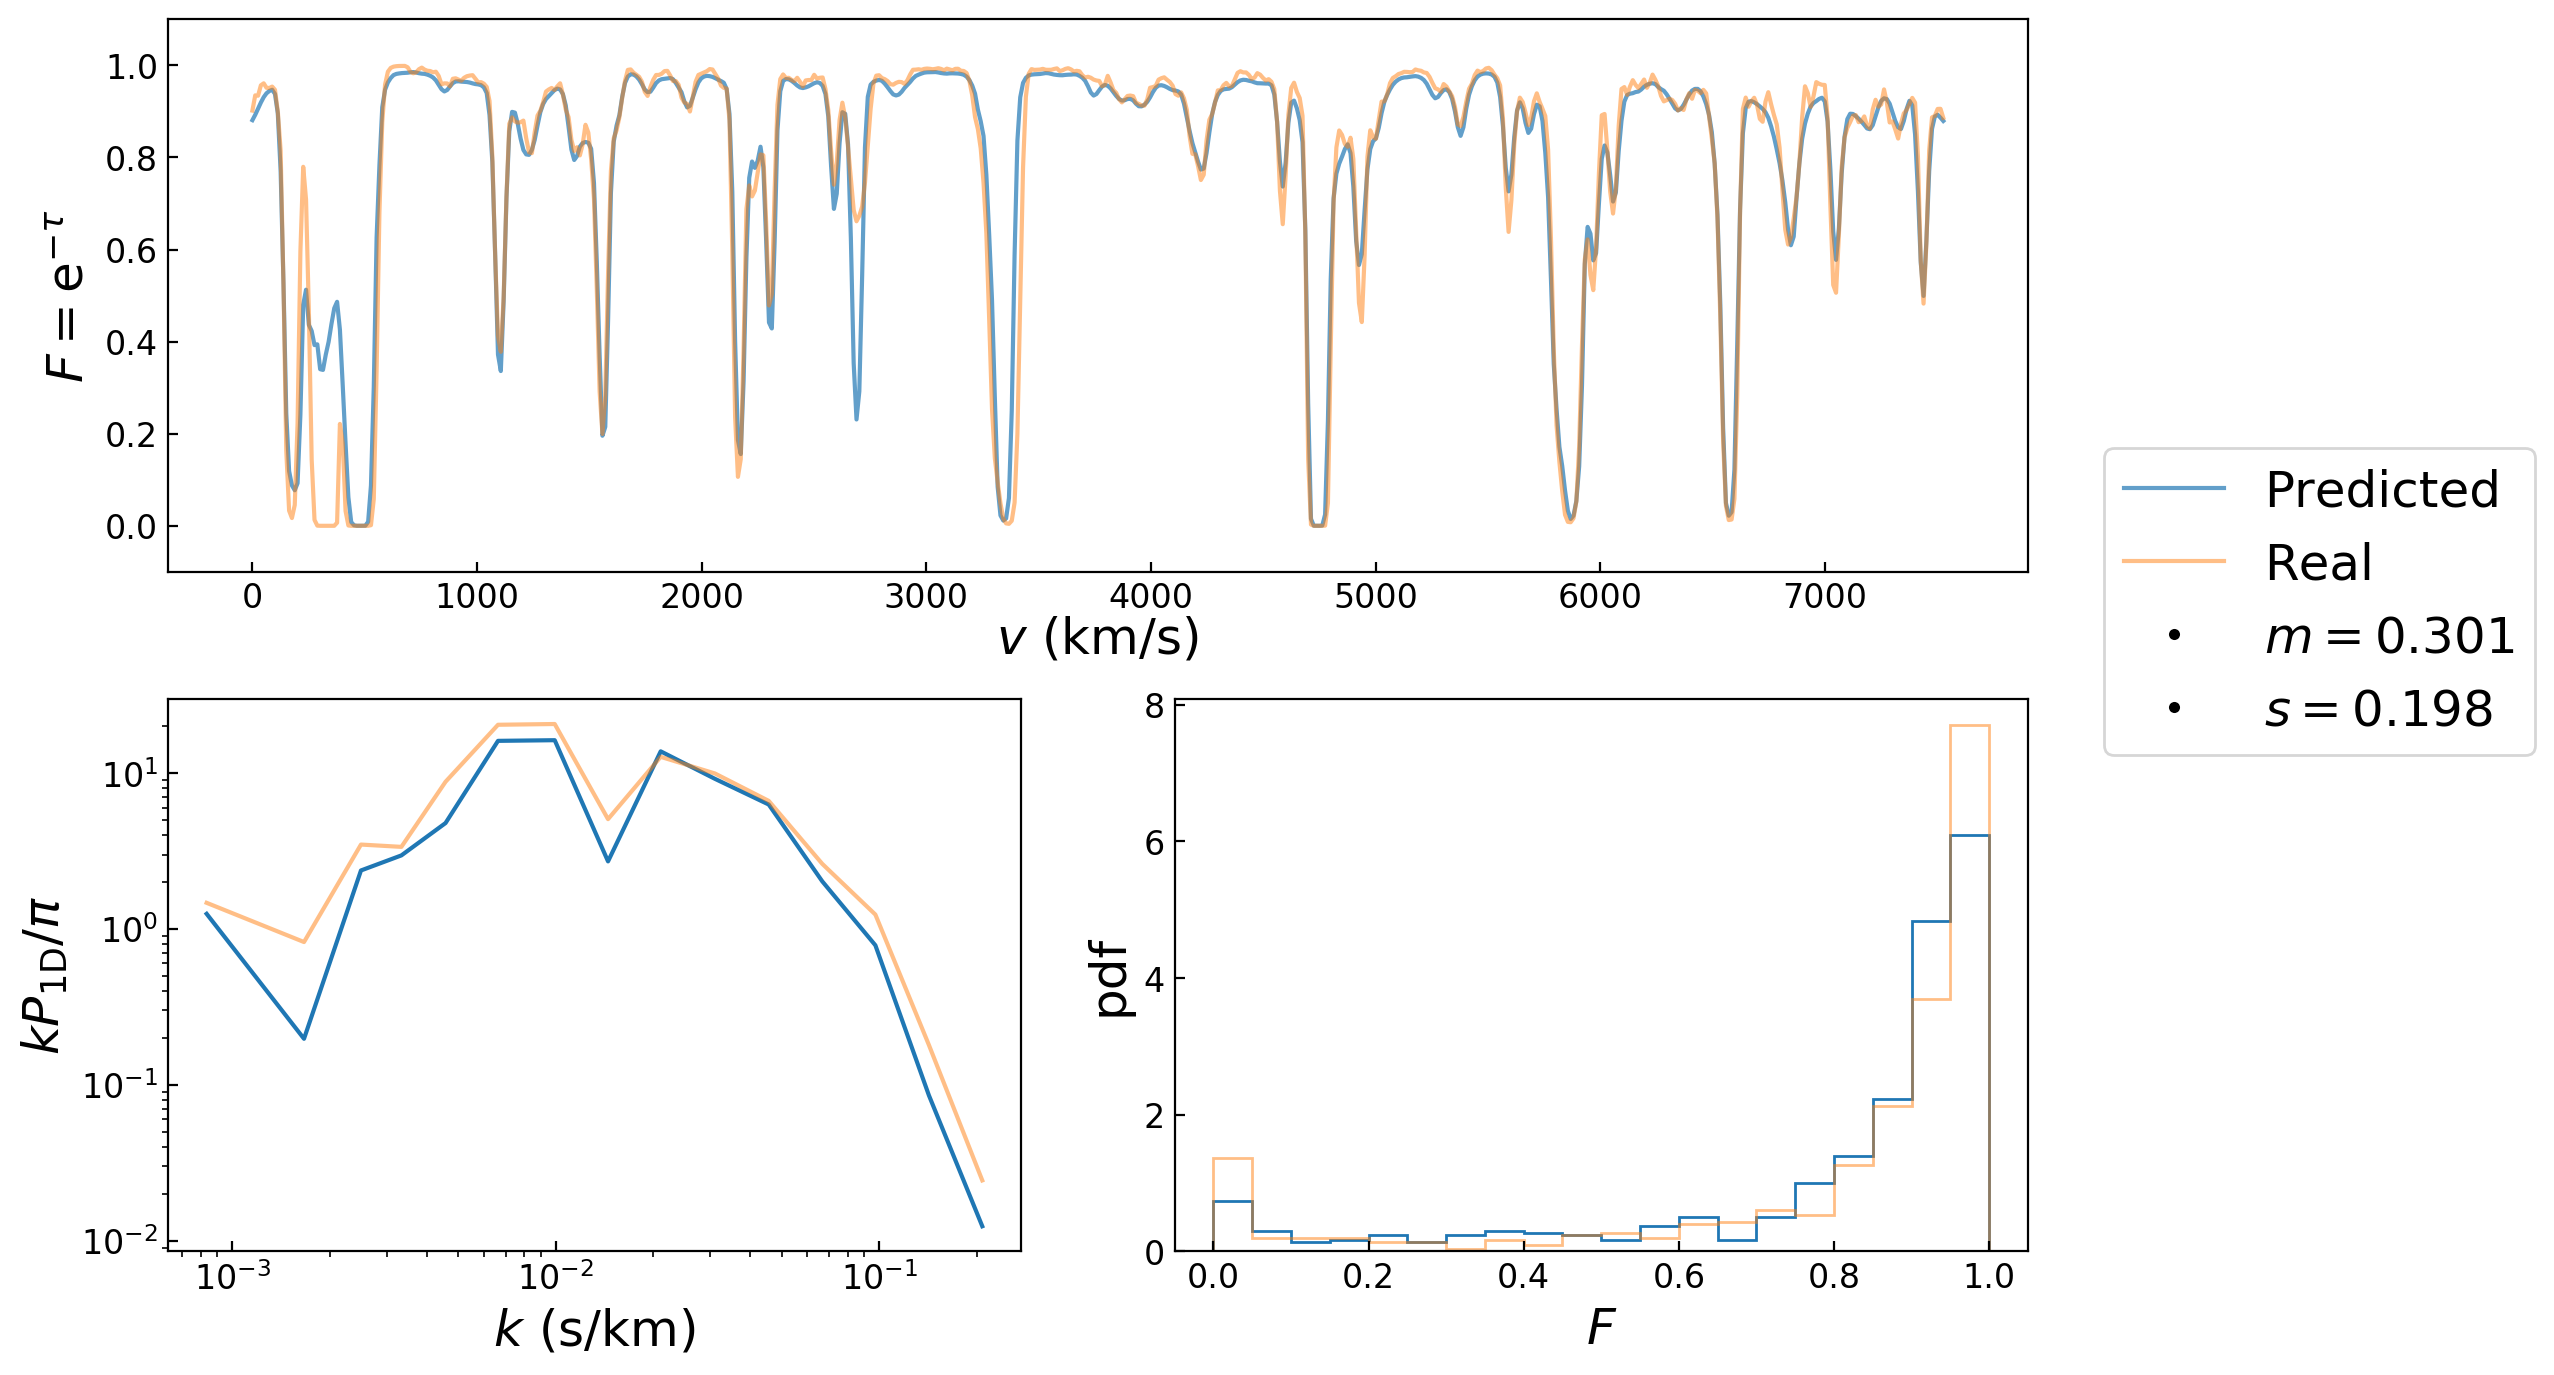 1.0
0.8
0.6
0.4
0.2
0.0
F = e^{-τ}
0 1000 2000 3000 4000 5000 6000 7000
v (km/s)
Predicted
Real
m = 0.301
s = 0.198
10^1
10^0
10^{-1}
10^{-2}
kP_{1D}/π
10^{-3} 10^{-2} 10^{-1}
k (s/km)
8
6
4
2
0
pdf
0.0 0.2 0.4 0.6 0.8 1.0
F